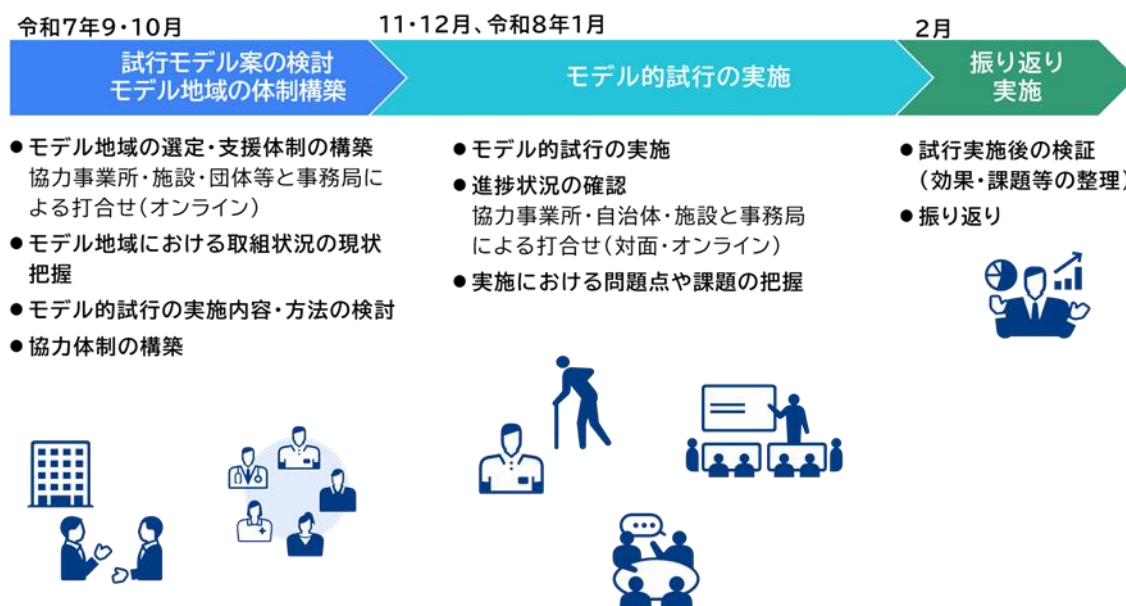 令和7年9・10月
試行モデル案の検討
モデル地域の体制構築
●モデル地域の選定・支援体制の構築
協力事業所・施設・団体等と事務局に
よる打合せ(オンライン)
●モデル地域における取組状況の現状
把握
●モデル的試行の実施内容・方法の検討
●協力体制の構築
11・12月、令和8年1月
モデル的試行の実施
●モデル的試行の実施
●進捗状況の確認
協力事業所・自治体・施設と事務局
による打合せ(対面・オンライン)
●実施における問題点や課題の把握
2月
振り返り
実施
●試行実施後の検証
(効果・課題等の整理)
●振り返り